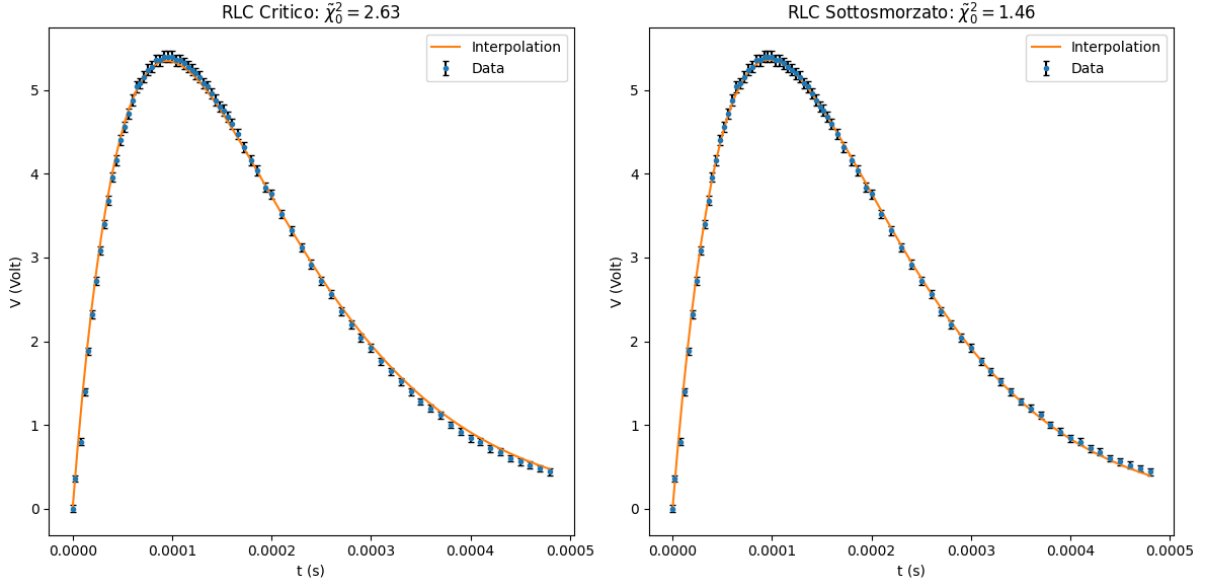 RLC Critico: χ̃₀² = 2.63
Interpolation
Data
V (Volt)
5
4
3
2
1
0
0.0000 0.0001 0.0002 0.0003 0.0004 0.0005
t (s)
RLC Sottosmorzato: χ̃₀² = 1.46
Interpolation
Data
V (Volt)
5
4
3
2
1
0
0.0000 0.0001 0.0002 0.0003 0.0004 0.0005
t (s)